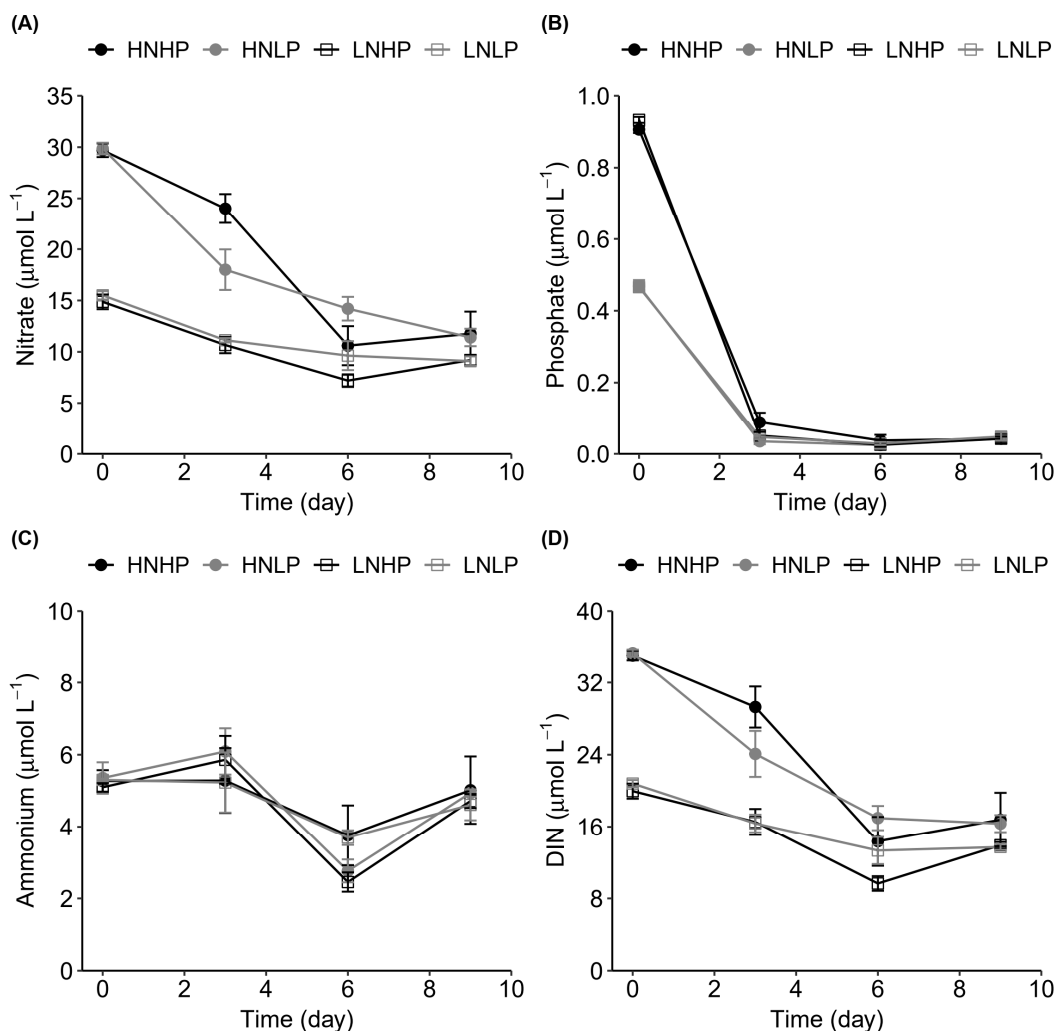 (A)
HNHP HNLP LNHP LNLP
35
30
25
20
15
10
5
0
Nitrate (μmol L⁻¹)
0 2 4 6 8 10
Time (day)
(B)
HNHP HNLP LNHP LNLP
1.0
0.8
0.6
0.4
0.2
0.0
Phosphate (μmol L⁻¹)
0 2 4 6 8 10
Time (day)
(C)
HNHP HNLP LNHP LNLP
10
8
6
4
2
0
Ammonium (μmol L⁻¹)
0 2 4 6 8 10
Time (day)
(D)
HNHP HNLP LNHP LNLP
40
32
24
16
8
0
DIN (μmol L⁻¹)
0 2 4 6 8 10
Time (day)